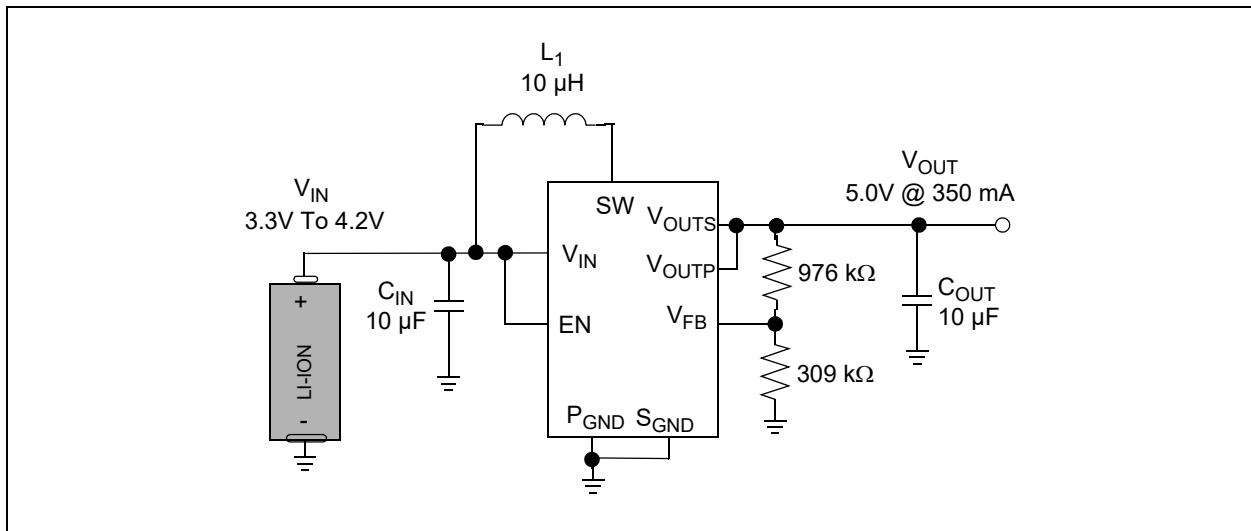 L1
10 µH
VIN
3.3V To 4.2V
+
LI-ION
-
CIN
10 µF
SW
VIN
EN
PGND
SGND
VOUTS
VOUTP
VFB
976 kΩ
309 kΩ
VOUT
5.0V @ 350 mA
COUT
10 µF